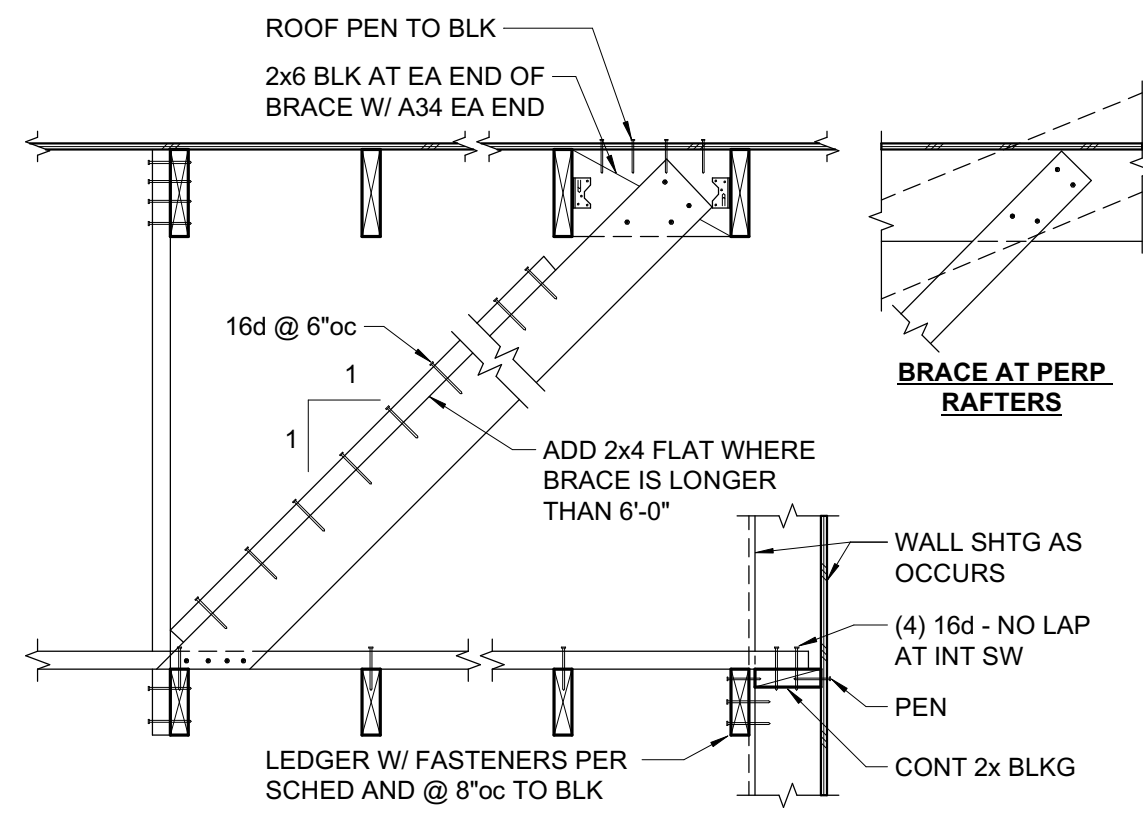 ROOF PEN TO BLK
2x6 BLK AT EA END OF
BRACE W/ A34 EA END
16d @ 6"oc
1
1
ADD 2x4 FLAT WHERE
BRACE IS LONGER
THAN 6'-0"
BRACE AT PERP
RAFTERS
WALL SHTG AS
OCCURS
(4) 16d - NO LAP
AT INT SW
PEN
CONT 2x BLKG
LEDGER W/ FASTENERS PER
SCHED AND @ 8"oc TO BLK